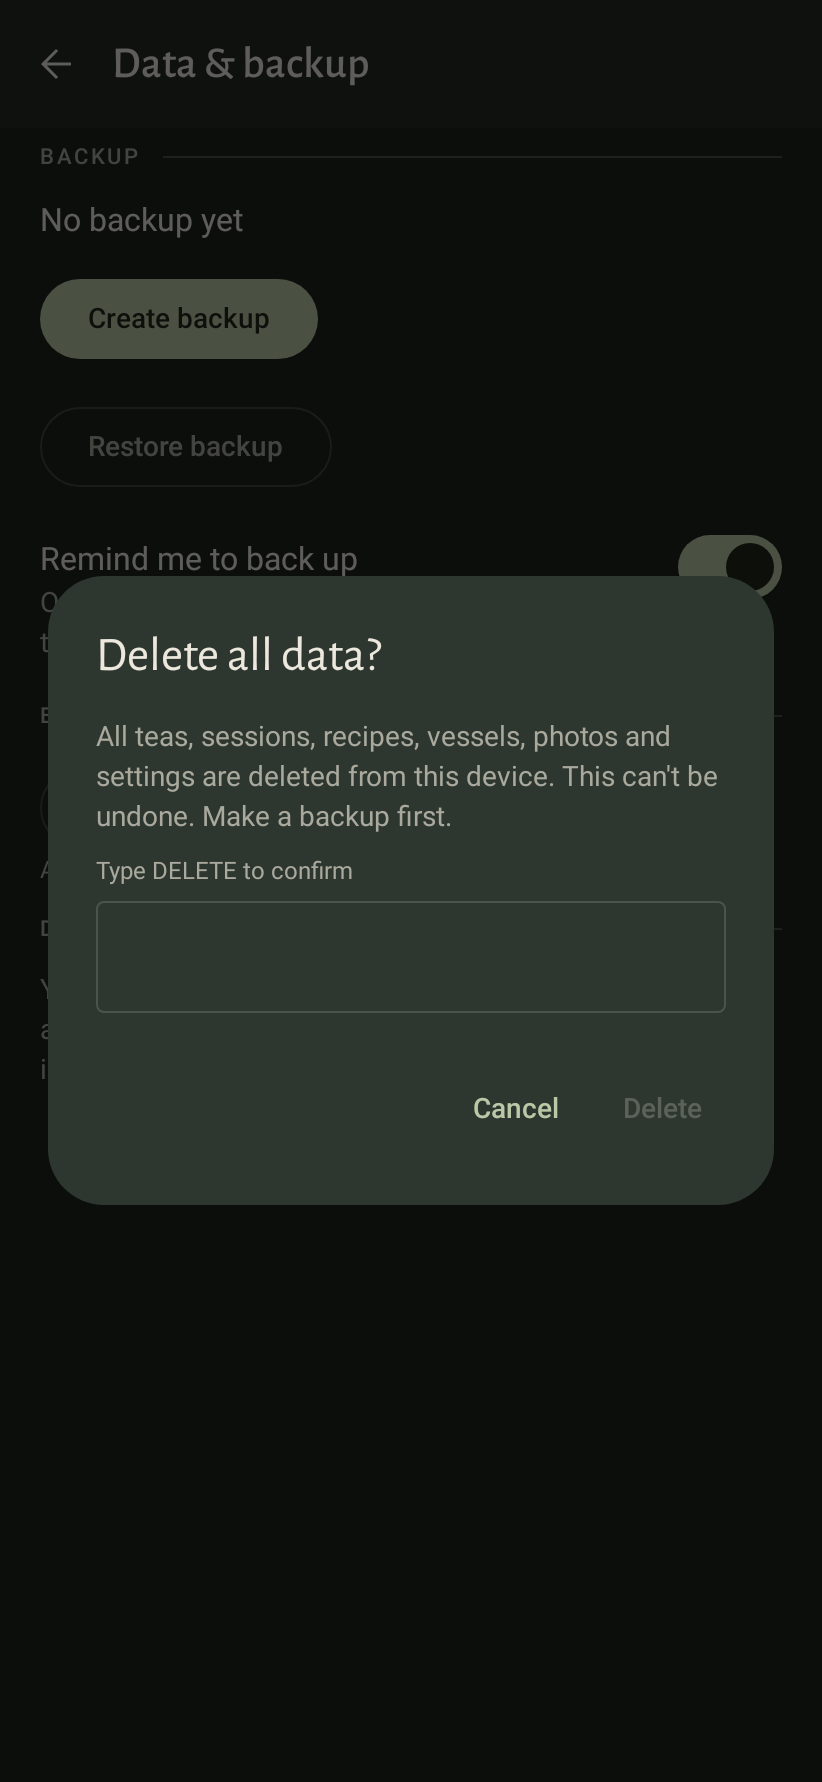 Data & backup
BACKUP
No backup yet
Create backup
Restore backup
Remind me to back up
Delete all data?
All teas, sessions, recipes, vessels, photos and
settings are deleted from this device. This can't be
undone. Make a backup first.
Type DELETE to confirm
Cancel
Delete